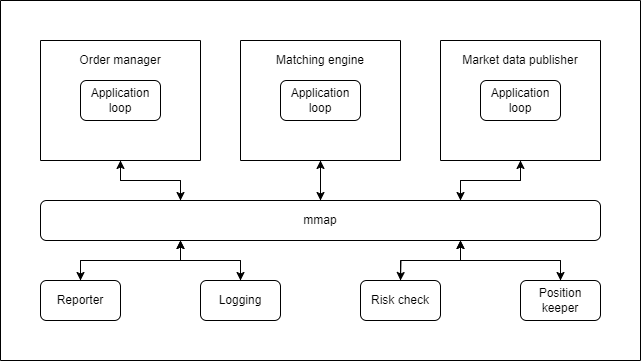 Order manager
Matching engine
Market data publisher
Application
loop
Application
loop
Application
loop
mmap
Reporter
Logging
Risk check
Position
keeper